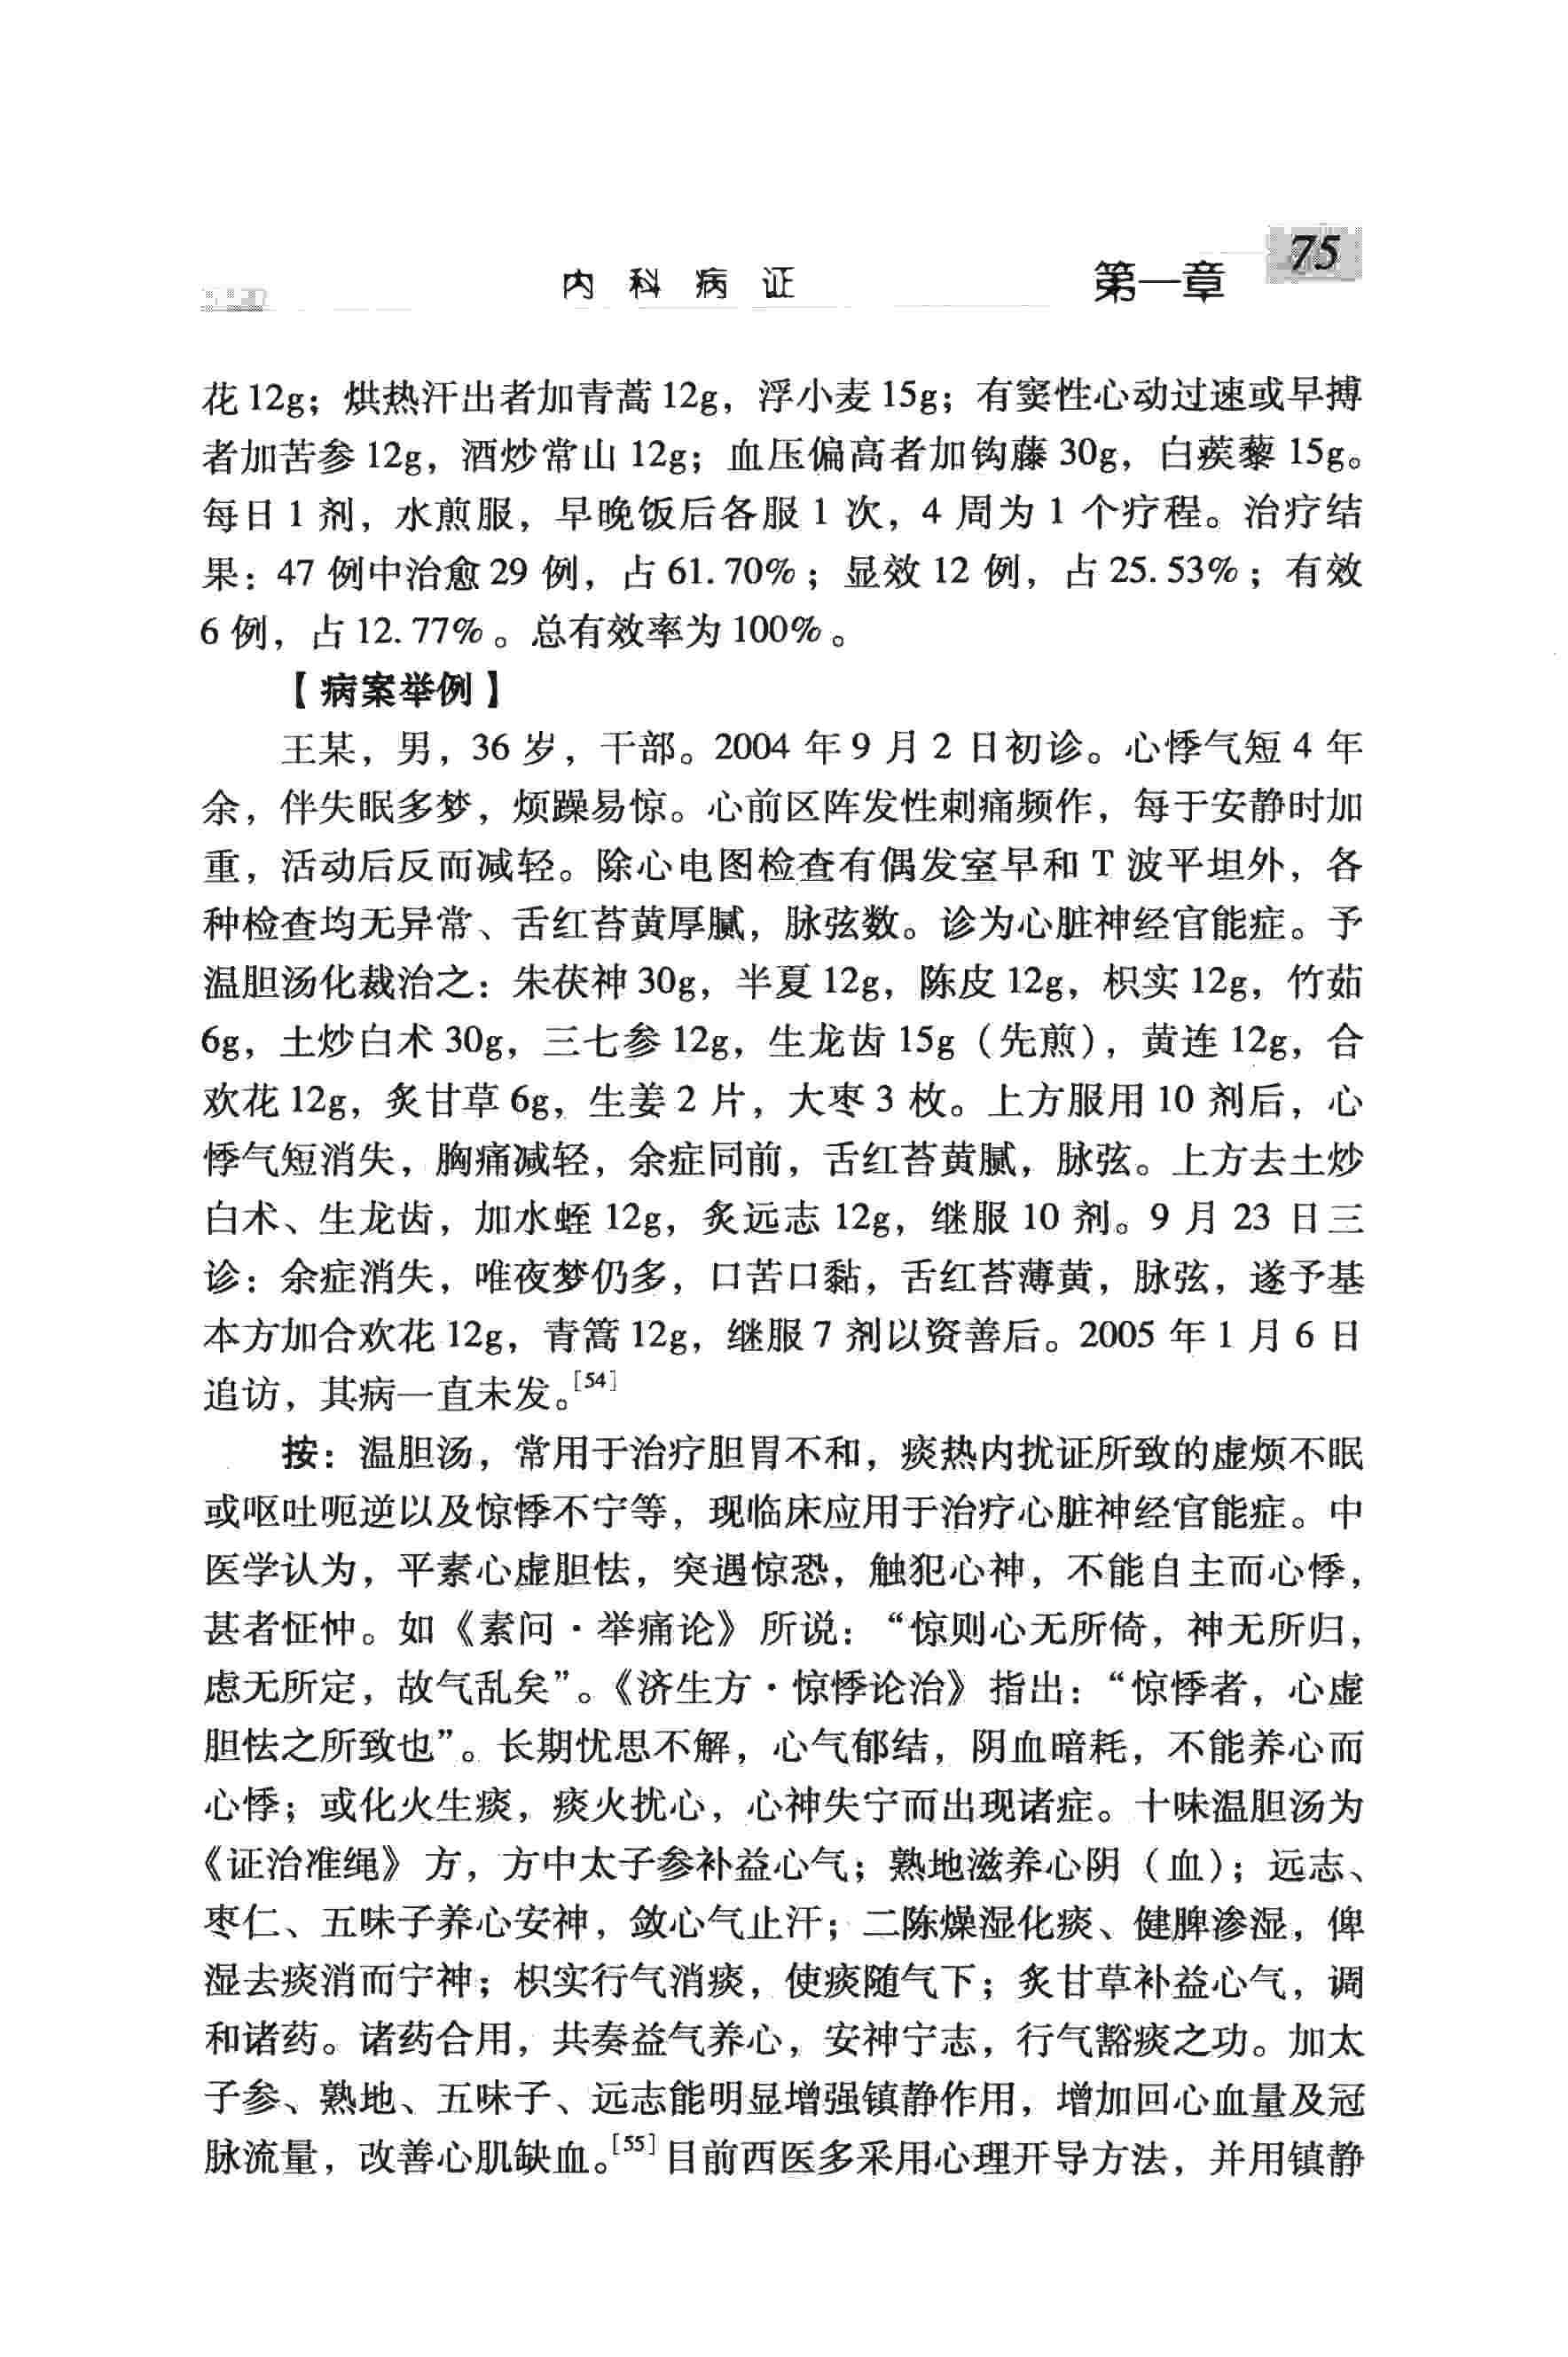 75
内科病证 第一章
花 12g；烘热汗出者加青蒿 12g，浮小麦 15g；有窦性心动过速或早搏
者加苦参 12g，酒炒常山 12g；血压偏高者加钩藤 30g，白蒺藜 15g。
每日 1 剂，水煎服，早晚饭后各服 1 次，4 周为 1 个疗程。治疗结
果：47 例中治愈 29 例，占 61.70%；显效 12 例，占 25.53%；有效
6 例，占 12.77%。总有效率为 100%。
【病案举例】
王某，男，36 岁，干部。2004 年 9 月 2 日初诊。心悸气短 4 年
余，伴失眠多梦，烦躁易惊。心前区阵发性刺痛频作，每于安静时加
重，活动后反而减轻。除心电图检查有偶发室早和 T 波平坦外，各
种检查均无异常、舌红苔黄厚腻，脉弦数。诊为心脏神经官能症。予
温胆汤化裁治之：朱茯神 30g，半夏 12g，陈皮 12g，枳实 12g，竹茹
6g，土炒白术 30g，三七参 12g，生龙齿 15g（先煎），黄连 12g，合
欢花 12g，炙甘草 6g，生姜 2 片，大枣 3 枚。上方服用 10 剂后，心
悸气短消失，胸痛减轻，余症同前，舌红苔黄腻，脉弦。上方去土炒
白术、生龙齿，加水蛭 12g，炙远志 12g，继服 10 剂。9 月 23 日三
诊：余症消失，唯夜梦仍多，口苦口黏，舌红苔薄黄，脉弦，遂予基
本方加合欢花 12g，青篙 12g，继服 7 剂以资善后。2005 年 1 月 6 日
追访，其病一直未发。[54]
按：温胆汤，常用于治疗胆胃不和，痰热内扰证所致的虚烦不眠
或呕吐呃逆以及惊悸不宁等，现临床应用于治疗心脏神经官能症。中
医学认为，平素心虚胆怯，突遇惊恐，触犯心神，不能自主而心悸，
甚者怔忡。如《素问·举痛论》所说：“惊则心无所倚，神无所归，
虑无所定，故气乱矣”。《济生方·惊悸论治》指出：“惊悸者，心虚
胆怯之所致也”。长期忧思不解，心气郁结，阴血暗耗，不能养心而
心悸；或化火生痰，痰火扰心，心神失宁而出现诸症。十味温胆汤为
《证治准绳》方，方中太子参补益心气；熟地滋养心阴（血）；远志、
枣仁、五味子养心安神，敛心气止汗；二陈燥湿化痰、健脾渗湿，俾
湿去痰消而宁神；枳实行气消痰，使痰随气下；炙甘草补益心气，调
和诸药。诸药合用，共奏益气养心，安神宁志，行气豁痰之功。加太
子参、熟地、五味子、远志能明显增强镇静作用，增加回心血量及冠
脉流量，改善心肌缺血。[55]目前西医多采用心理开导方法，并用镇静